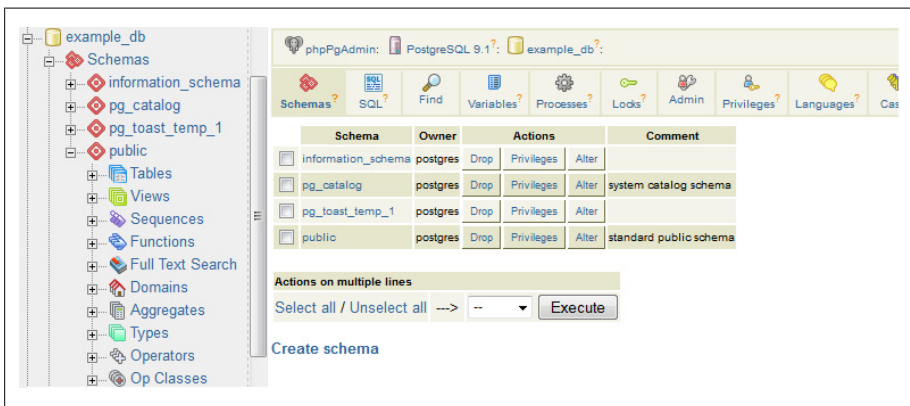 example_db
Schemas
information_schema
pg_catalog
pg_toast_temp_1
public
Tables
Views
Sequences
Functions
Full Text Search
Domains
Aggregates
Types
Operators
Op Classes
phpPgAdmin: PostgreSQL 9.1?: example_db?:
Schemas? SQL? Find Variables? Processes? Locks? Admin Privileges? Languages? Cas
Schema Owner Actions Comment
information_schema postgres Drop Privileges Alter
pg_catalog postgres Drop Privileges Alter system catalog schema
pg_toast_temp_1 postgres Drop Privileges Alter
public postgres Drop Privileges Alter standard public schema
Actions on multiple lines
Select all / Unselect all ---> -- Execute
Create schema